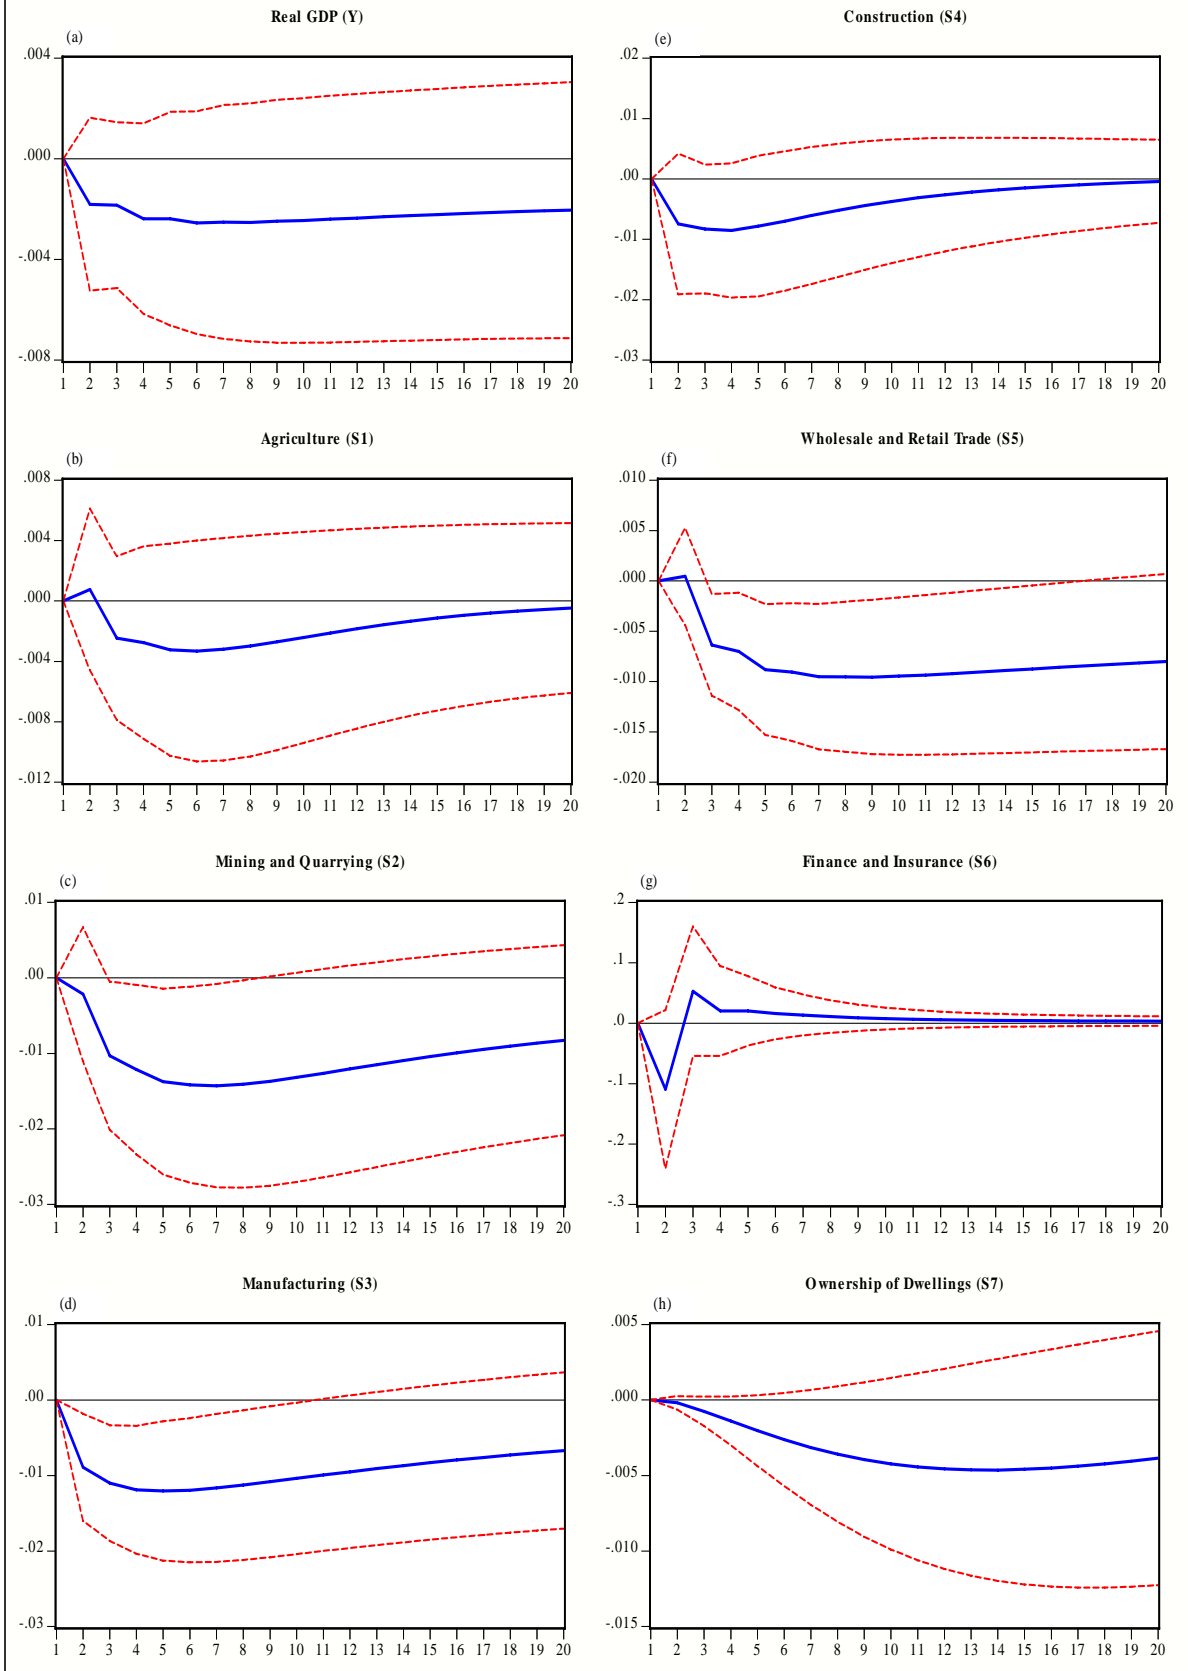 Real GDP (Y)
(a)
.004
.000
-.004
-.008
1 2 3 4 5 6 7 8 9 10 11 12 13 14 15 16 17 18 19 20
Construction (S4)
(e)
.02
.01
.00
-.01
-.02
-.03
1 2 3 4 5 6 7 8 9 10 11 12 13 14 15 16 17 18 19 20
Agriculture (S1)
(b)
.008
.004
.000
-.004
-.008
-.012
1 2 3 4 5 6 7 8 9 10 11 12 13 14 15 16 17 18 19 20
Wholesale and Retail Trade (S5)
(f)
.010
.005
.000
-.005
-.010
-.015
-.020
1 2 3 4 5 6 7 8 9 10 11 12 13 14 15 16 17 18 19 20
Mining and Quarrying (S2)
(c)
.01
.00
-.01
-.02
-.03
1 2 3 4 5 6 7 8 9 10 11 12 13 14 15 16 17 18 19 20
Finance and Insurance (S6)
(g)
.2
.1
.0
-.1
-.2
-.3
1 2 3 4 5 6 7 8 9 10 11 12 13 14 15 16 17 18 19 20
Manufacturing (S3)
(d)
.01
.00
-.01
-.02
-.03
1 2 3 4 5 6 7 8 9 10 11 12 13 14 15 16 17 18 19 20
Ownership of Dwellings (S7)
(h)
.005
.000
-.005
-.010
-.015
1 2 3 4 5 6 7 8 9 10 11 12 13 14 15 16 17 18 19 20